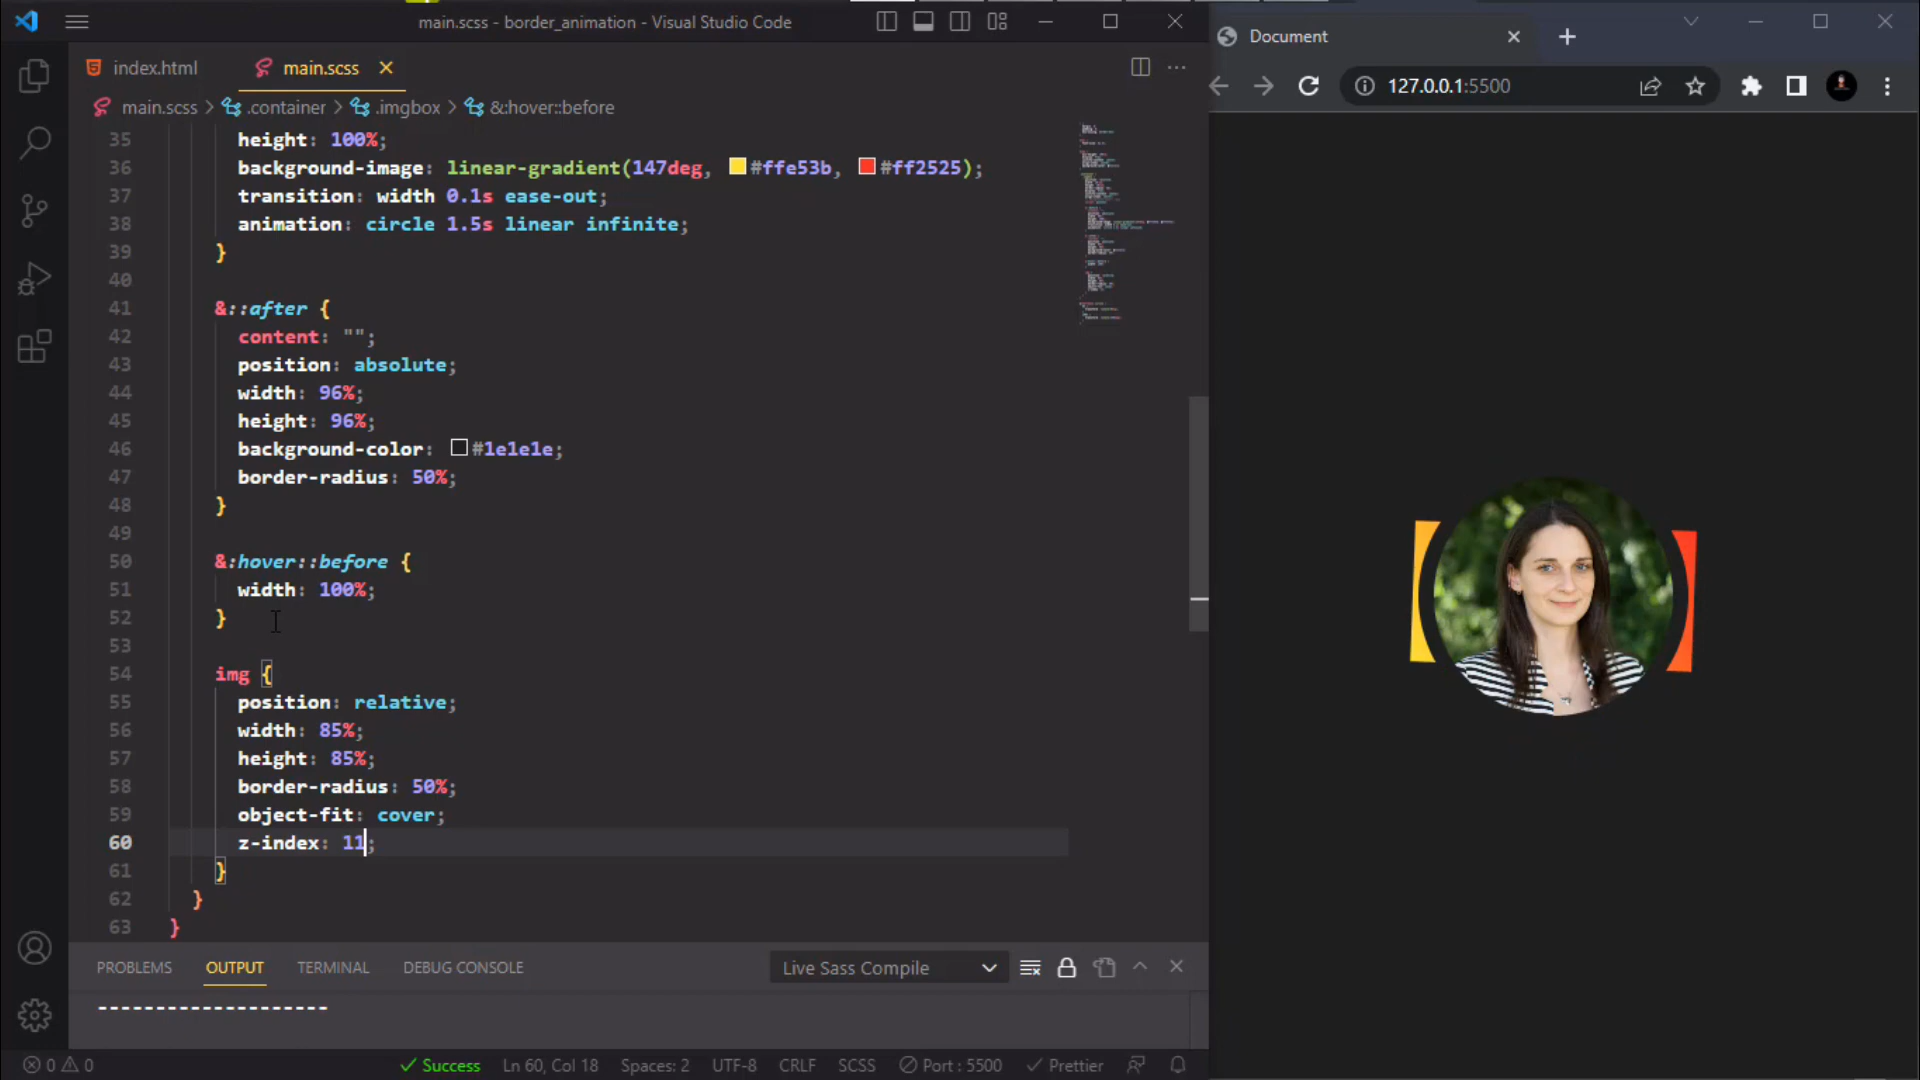 main.scss - border_animation - Visual Studio Code
index.html
main.scss
main.scss > .container > .imgbox > &:hover::before
35 height: 100%;
36 background-image: linear-gradient(147deg, #ffe53b, #ff2525);
37 transition: width 0.1s ease-out;
38 animation: circle 1.5s linear infinite;
39 }
40
41 &::after {
42 content: "";
43 position: absolute;
44 width: 96%;
45 height: 96%;
46 background-color: #1e1e1e;
47 border-radius: 50%;
48 }
49
50 &:hover::before {
51 width: 100%;
52 }
53
54 img {
55 position: relative;
56 width: 85%;
57 height: 85%;
58 border-radius: 50%;
59 object-fit: cover;
60 z-index: 11;
61 }
62 }
63 }
PROBLEMS OUTPUT TERMINAL DEBUG CONSOLE Live Sass Compile
--------------------
0 0 Success Ln 60, Col 18 Spaces: 2 UTF-8 CRLF SCSS Port : 5500 Prettier
Document
127.0.0.1:5500